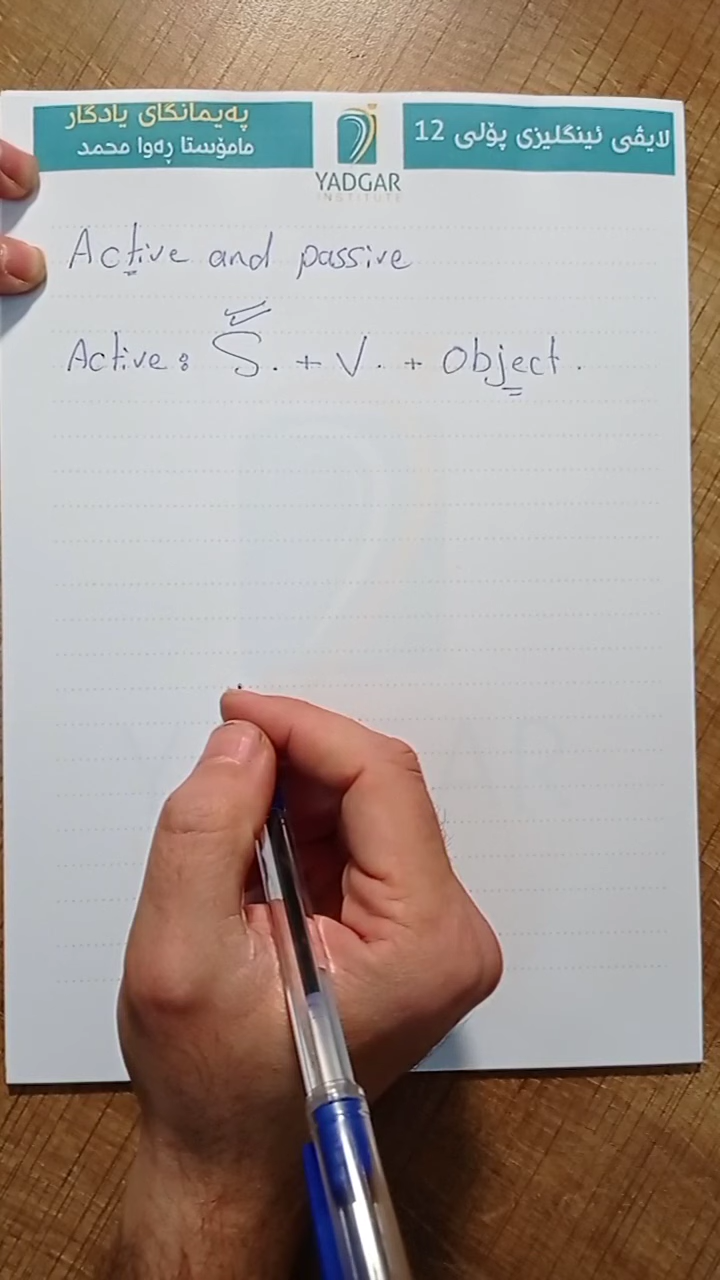 پەیمانگای یادگار
مامۆستا ڕەوا محمد
YADGAR
INSTITUTE
لایڤی ئینگلیزی پۆلی 12
Active and passive
Active: S. + V. + Object.